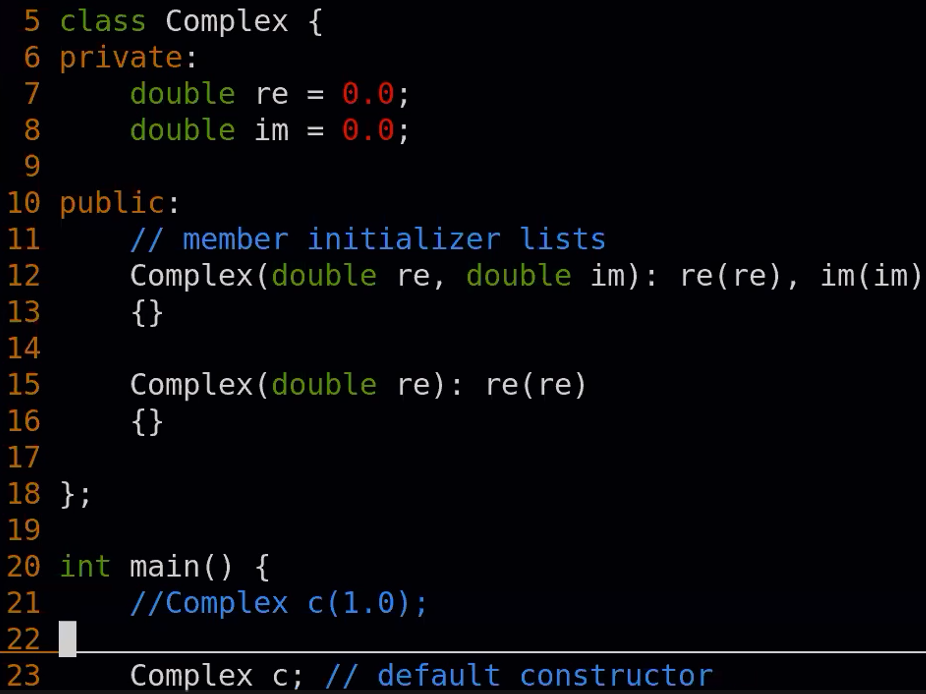 5 class Complex {
6 private:
7     double re = 0.0;
8     double im = 0.0;
9
10 public:
11     // member initializer lists
12     Complex(double re, double im): re(re), im(im)
13     {}
14
15     Complex(double re): re(re)
16     {}
17
18 };
19
20 int main() {
21     //Complex c(1.0);
22
23     Complex c; // default constructor